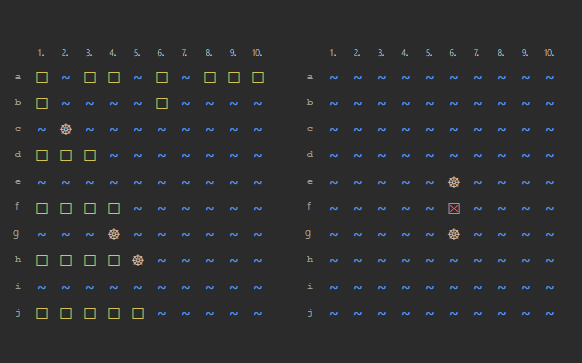 1. 2. 3. 4. 5. 6. 7. 8. 9. 10. 1. 2. 3. 4. 5. 6. 7. 8. 9. 10.
a □ ~ □ □ ~ □ ~ □ □ □ a ~ ~ ~ ~ ~ ~ ~ ~ ~ ~
b □ ~ ~ ~ ~ □ ~ ~ ~ ~ b ~ ~ ~ ~ ~ ~ ~ ~ ~ ~
c ~ ☸ ~ ~ ~ ~ ~ ~ ~ ~ c ~ ~ ~ ~ ~ ~ ~ ~ ~ ~
d □ □ □ ~ ~ ~ ~ ~ ~ ~ d ~ ~ ~ ~ ~ ~ ~ ~ ~ ~
e ~ ~ ~ ~ ~ ~ ~ ~ ~ ~ e ~ ~ ~ ~ ~ ☸ ~ ~ ~ ~
f □ □ □ □ ~ ~ ~ ~ ~ ~ f ~ ~ ~ ~ ~ ☒ ~ ~ ~ ~
g ~ ~ ~ ☸ ~ ~ ~ ~ ~ ~ g ~ ~ ~ ~ ~ ☸ ~ ~ ~ ~
h □ □ □ □ ☸ ~ ~ ~ ~ ~ h ~ ~ ~ ~ ~ ~ ~ ~ ~ ~
i ~ ~ ~ ~ ~ ~ ~ ~ ~ ~ i ~ ~ ~ ~ ~ ~ ~ ~ ~ ~
j □ □ □ □ □ ~ ~ ~ ~ ~ j ~ ~ ~ ~ ~ ~ ~ ~ ~ ~